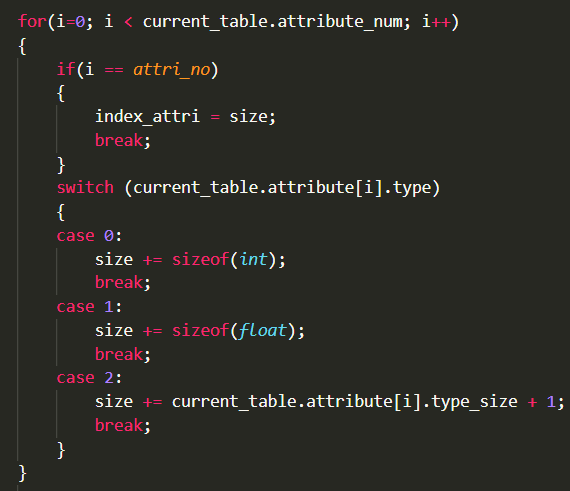 for(i=0; i < current_table.attribute_num; i++)
{
    if(i == attri_no)
    {
        index_attri = size;
        break;
    }
    switch (current_table.attribute[i].type)
    {
    case 0:
        size += sizeof(int);
        break;
    case 1:
        size += sizeof(float);
        break;
    case 2:
        size += current_table.attribute[i].type_size + 1;
        break;
    }
}